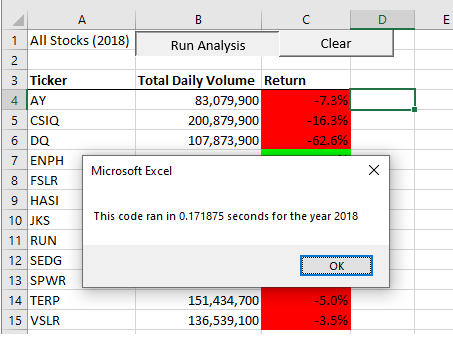 A B C D E
1 All Stocks (2018) Run Analysis Clear
2
3 Ticker Total Daily Volume Return
4 AY 83,079,900 -7.3%
5 CSIQ 200,879,900 -16.3%
6 DQ 107,873,900 -62.6%
7 ENPH
8 FSLR
9 HASI
10 JKS
11 RUN
12 SEDG
13 SPWR
Microsoft Excel
This code ran in 0.171875 seconds for the year 2018
OK
14 TERP 151,434,700 -5.0%
15 VSLR 136,539,100 -3.5%